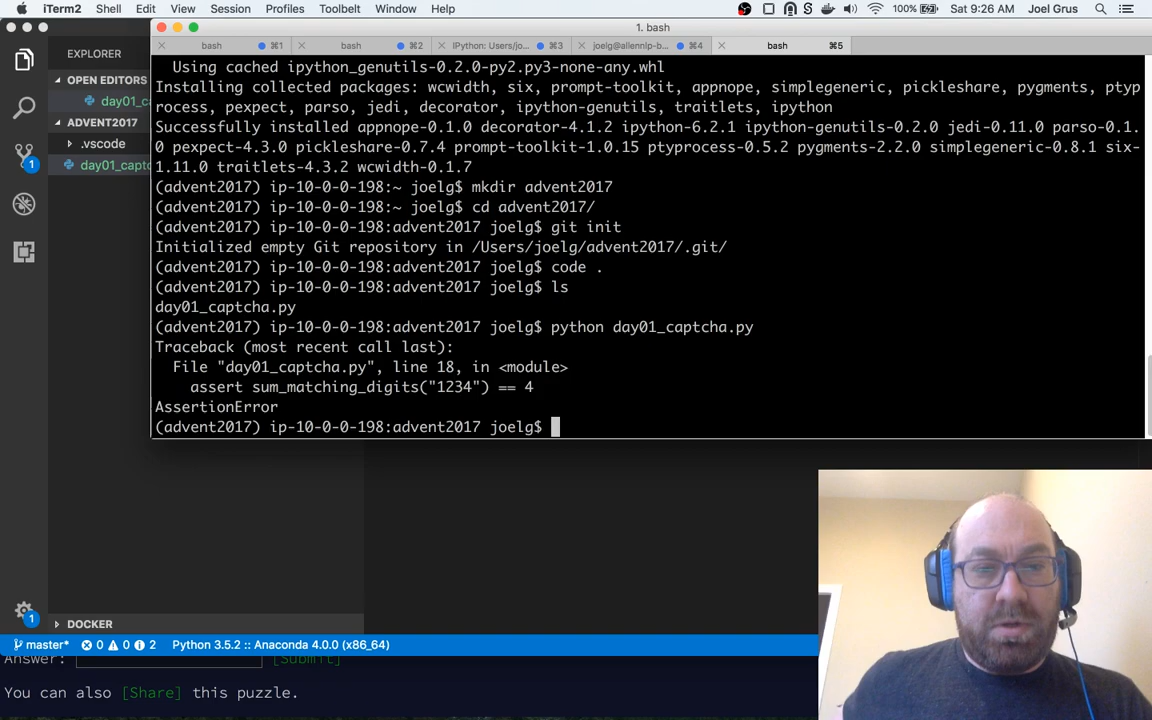 iTerm2 Shell Edit View Session Profiles Toolbelt Window Help 100% Sat 9:26 AM Joel Grus
1. bash
bash ⌘1 bash ⌘2 IPython: Users/jo... ⌘3 joelg@allennlp-b... ⌘4 bash ⌘5
EXPLORER
OPEN EDITORS
day01_ca
ADVENT2017
.vscode
day01_captc
1
Using cached ipython_genutils-0.2.0-py2.py3-none-any.whl
Installing collected packages: wcwidth, six, prompt-toolkit, appnope, simplegeneric, pickleshare, pygments, ptyp
rocess, pexpect, parso, jedi, decorator, ipython-genutils, traitlets, ipython
Successfully installed appnope-0.1.0 decorator-4.1.2 ipython-6.2.1 ipython-genutils-0.2.0 jedi-0.11.0 parso-0.1.
0 pexpect-4.3.0 pickleshare-0.7.4 prompt-toolkit-1.0.15 ptyprocess-0.5.2 pygments-2.2.0 simplegeneric-0.8.1 six-
1.11.0 traitlets-4.3.2 wcwidth-0.1.7
(advent2017) ip-10-0-0-198:~ joelg$ mkdir advent2017
(advent2017) ip-10-0-0-198:~ joelg$ cd advent2017/
(advent2017) ip-10-0-0-198:advent2017 joelg$ git init
Initialized empty Git repository in /Users/joelg/advent2017/.git/
(advent2017) ip-10-0-0-198:advent2017 joelg$ code .
(advent2017) ip-10-0-0-198:advent2017 joelg$ ls
day01_captcha.py
(advent2017) ip-10-0-0-198:advent2017 joelg$ python day01_captcha.py
Traceback (most recent call last):
File "day01_captcha.py", line 18, in <module>
assert sum_matching_digits("1234") == 4
AssertionError
(advent2017) ip-10-0-0-198:advent2017 joelg$
1
DOCKER
master* 0 0 2 Python 3.5.2 :: Anaconda 4.0.0 (x86_64)
Answer: [Submit]
You can also [Share] this puzzle.